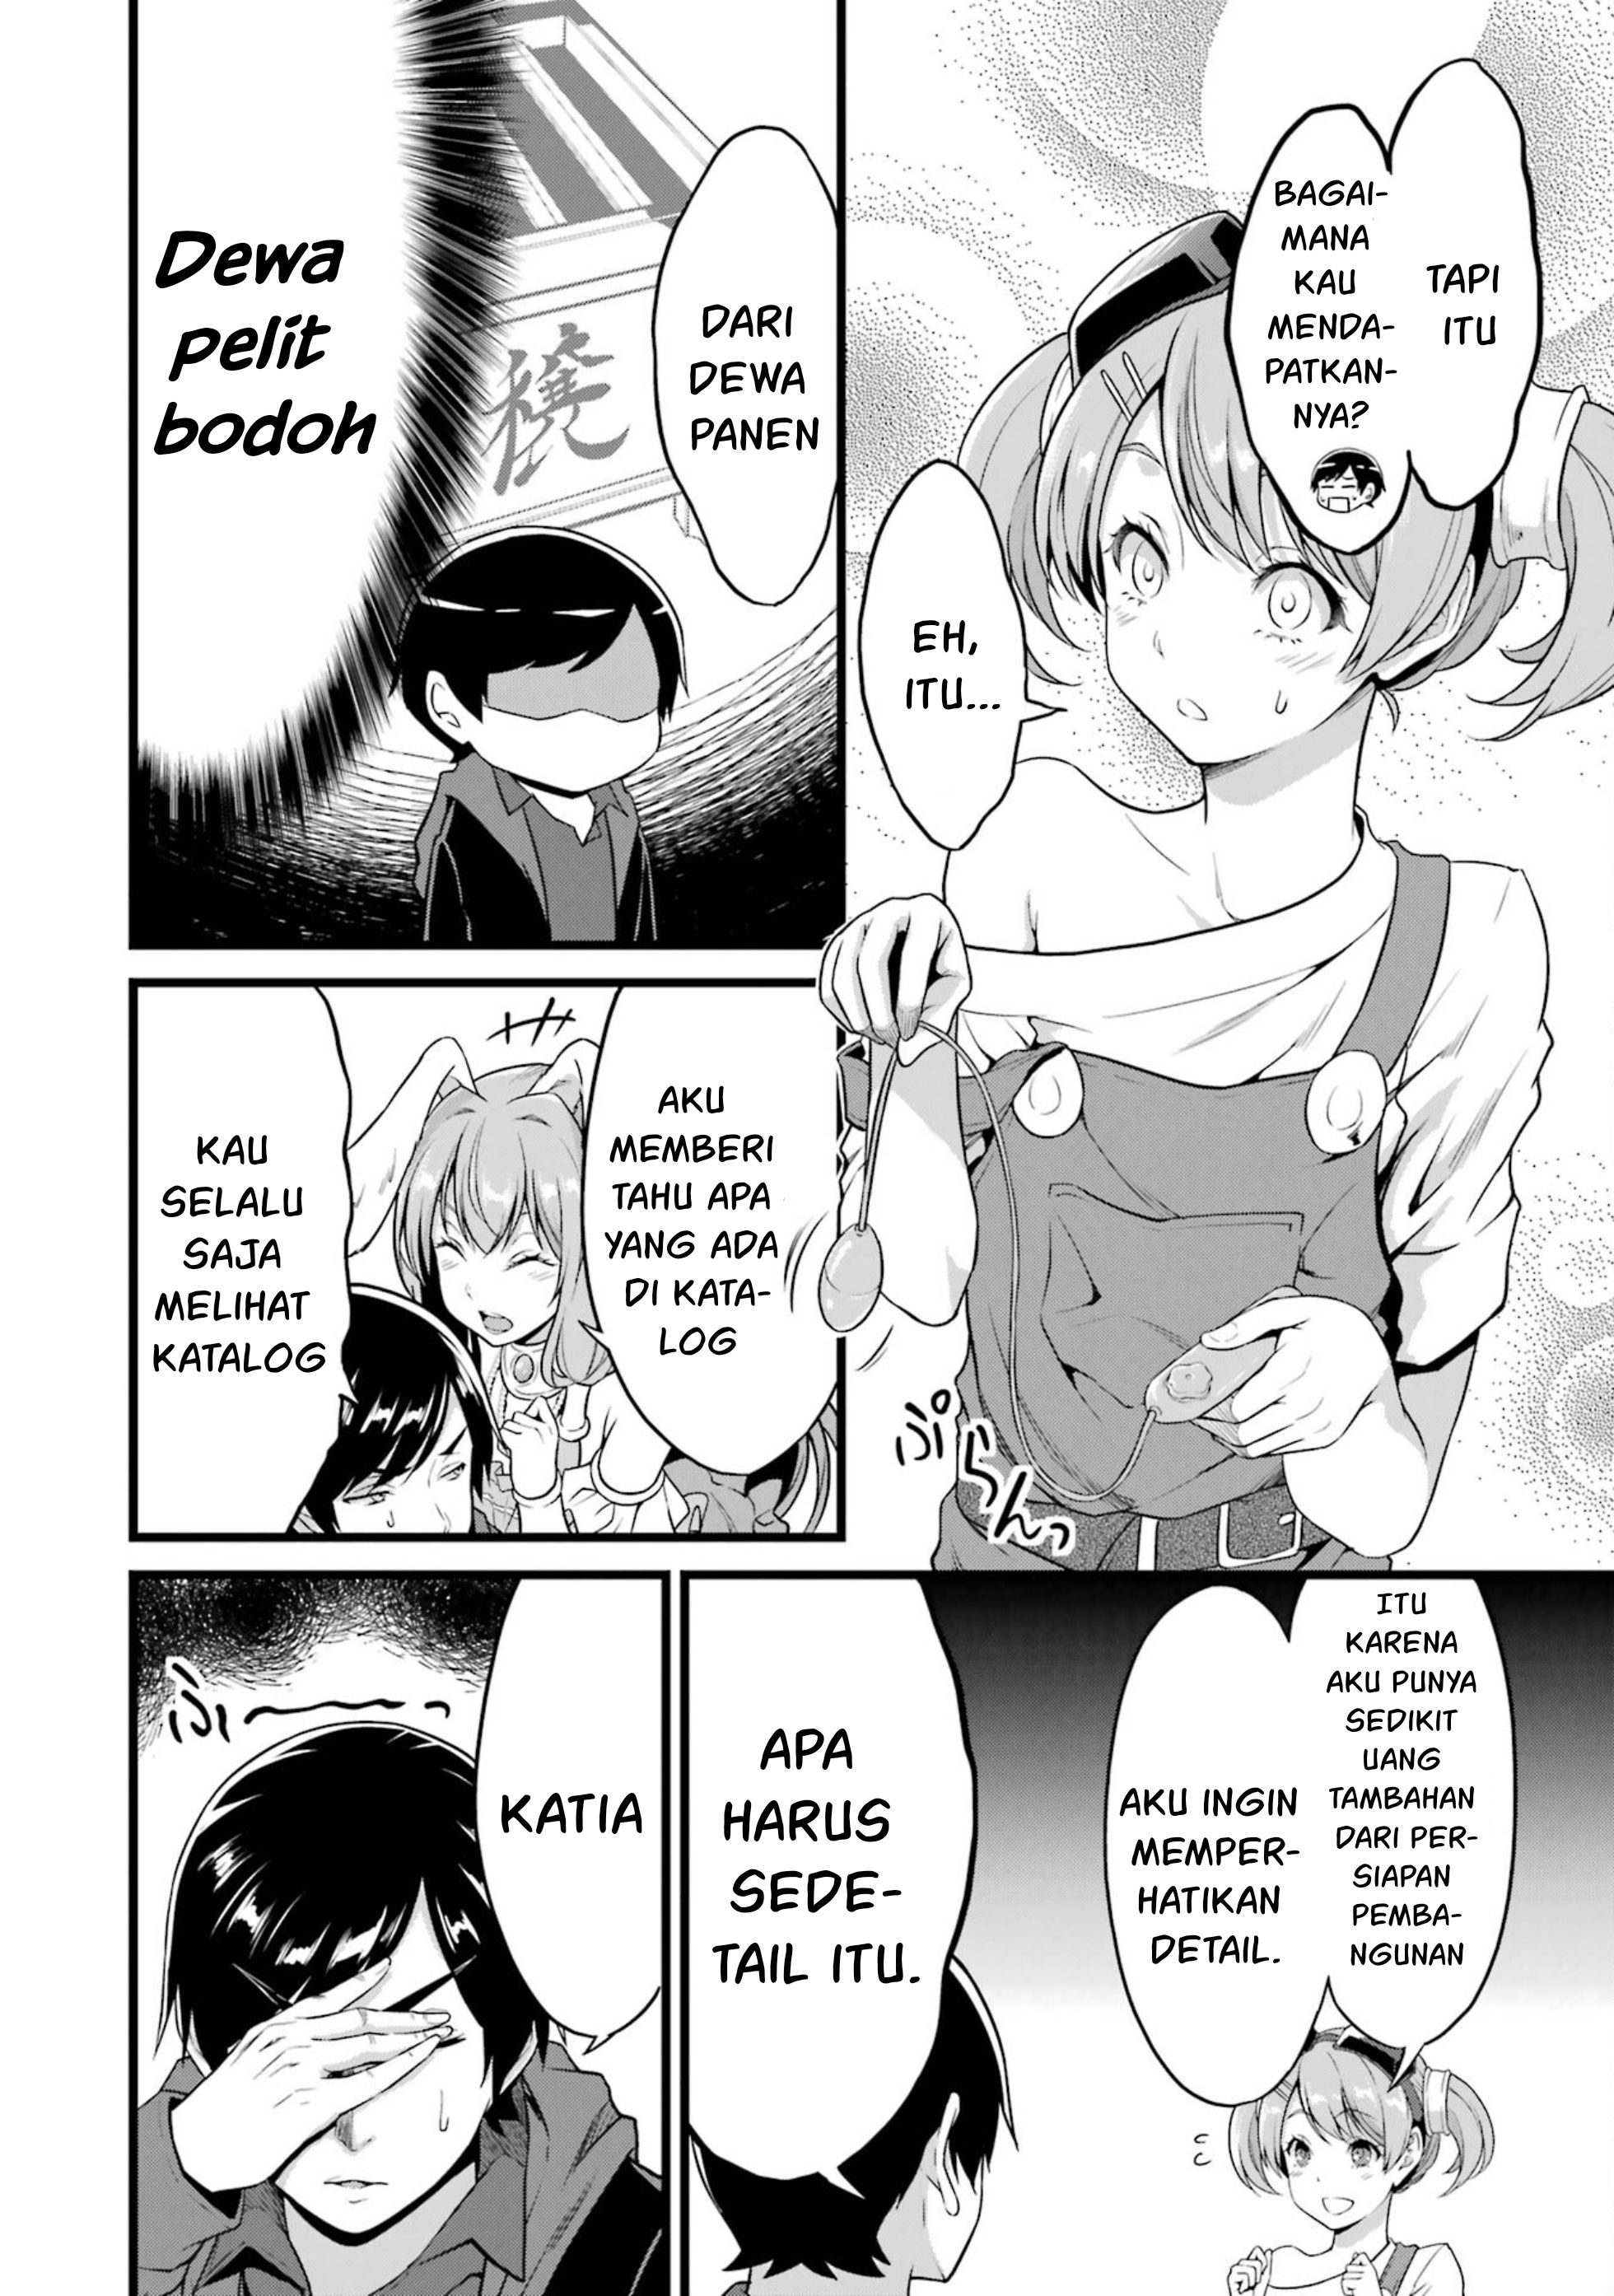 TAPI
ITU
BAGAI-
MANA
KAU
MENDA-
PATKAN-
NYA?
EH,
ITU...
ぷらんっ
DARI
DEWA
PANEN
Dewa
pelit
bodoh
AKU
MEMBERI
TAHU APA
YANG ADA
DI KATA-
LOG
KAU
SELALU
SAJA
MELIHAT
KATALOG
ITU
KARENA
AKU PUNYA
SEDIKIT
UANG
TAMBAHAN
DARI PER-
SIAPAN
PEMBA-
NGUNAN
AKU INGIN
MEMPER-
HATIKAN
DETAIL.
APA
HARUS
SEDE-
TAIL ITU.
KATIA
ふーーっ